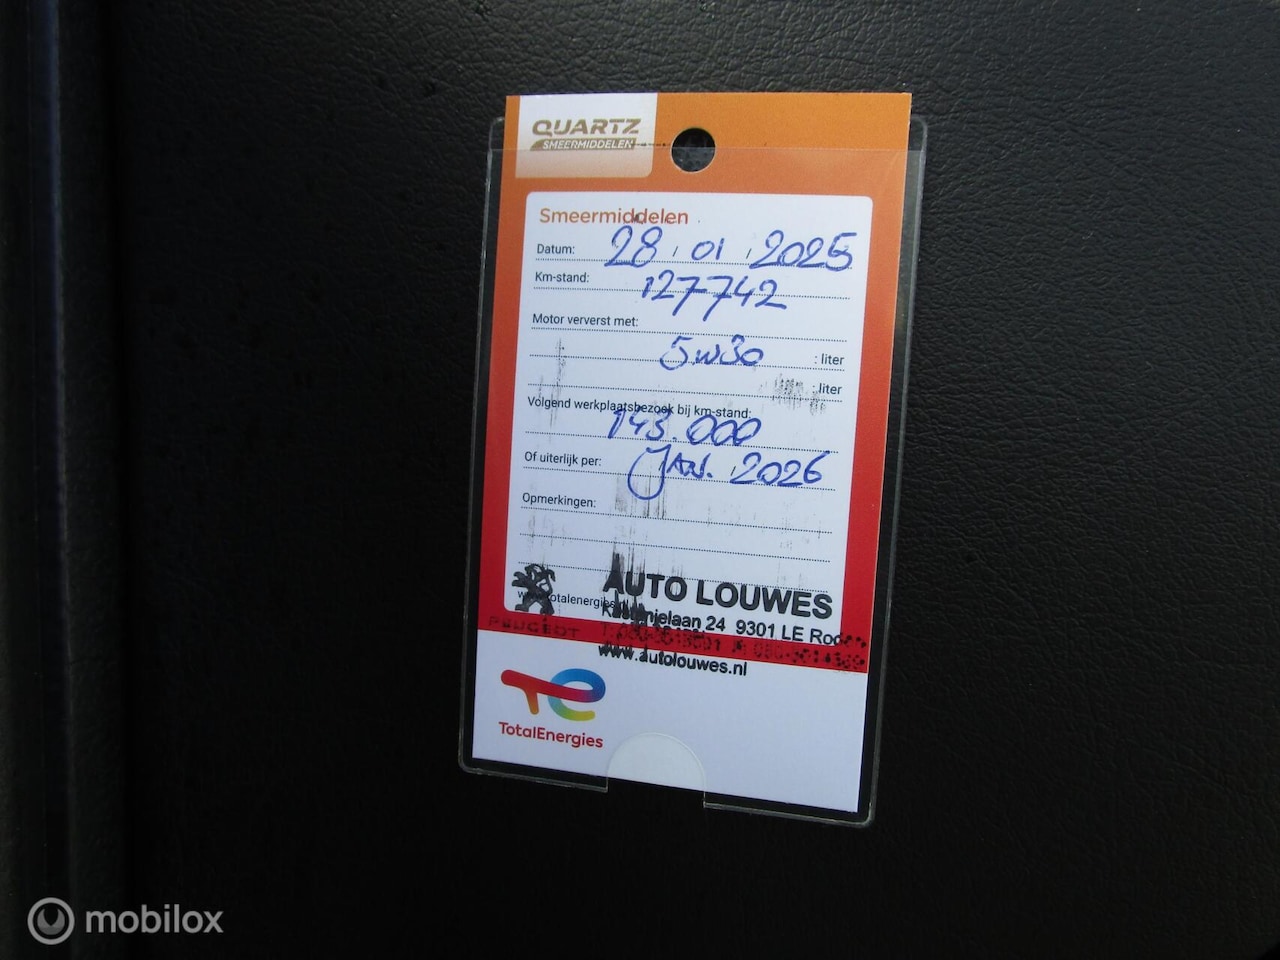 QUARTZ
SMEERMIDDELEN
Smeermiddelen
Datum: 28 / 01 / 2025
Km-stand: 127742
Motor ververst met:
5w30 : liter
: liter
Volgend werkplaatsbezoek bij km-stand:
143.000
Of uiterlijk per: Jan. 2026
Opmerkingen:
AUTO LOUWES
24 9301 LE
PEUGEOT
www.autolouwes.nl
TotalEnergies
mobilox